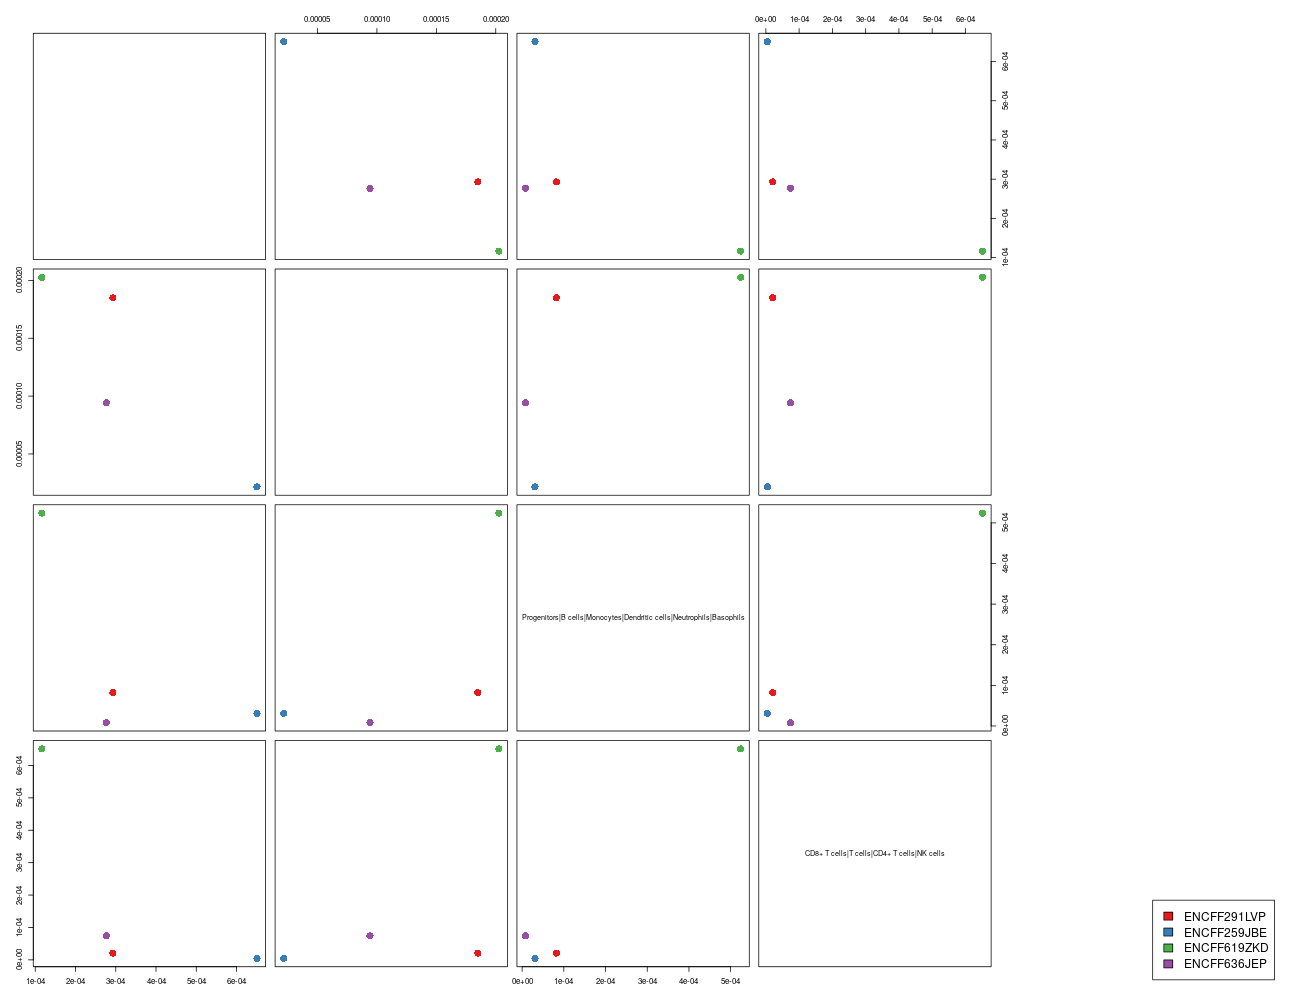 0.00005 0.00010 0.00015 0.00020
0e+00 1e-04 2e-04 3e-04 4e-04 5e-04 6e-04
1e-04 2e-04 3e-04 4e-04 5e-04 6e-04
0.00005 0.00010 0.00015 0.00020
Progenitors|B cells|Monocytes|Dendritic cells|Neutrophils|Basophils
0e+00 1e-04 2e-04 3e-04 4e-04 5e-04
0e+00 1e-04 2e-04 3e-04 4e-04 5e-04 6e-04
CD8+ T cells|T cells|CD4+ T cells|NK cells
1e-04 2e-04 3e-04 4e-04 5e-04 6e-04
0e+00 1e-04 2e-04 3e-04 4e-04 5e-04
ENCFF291LVP
ENCFF259JBE
ENCFF619ZKD
ENCFF636JEP